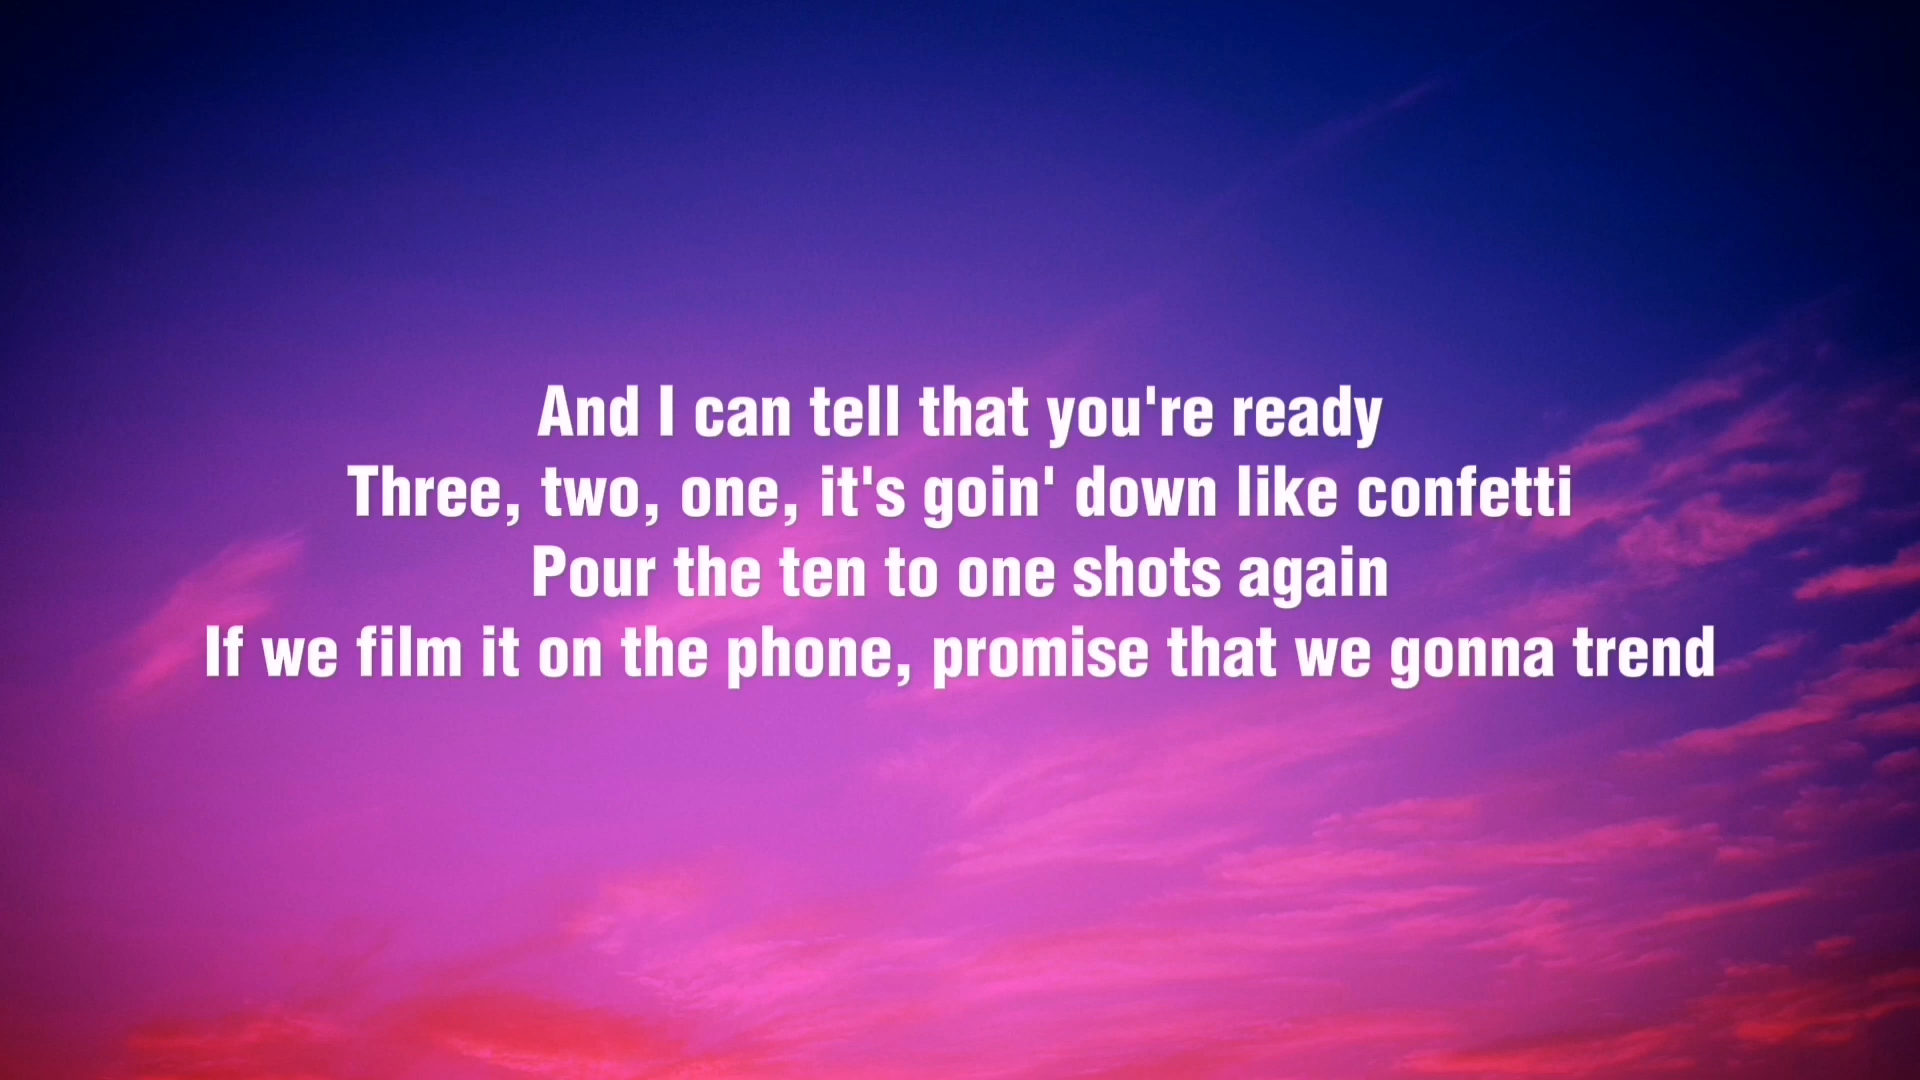 And I can tell that you're ready
Three, two, one, it's goin' down like confetti
Pour the ten to one shots again
If we film it on the phone, promise that we gonna trend